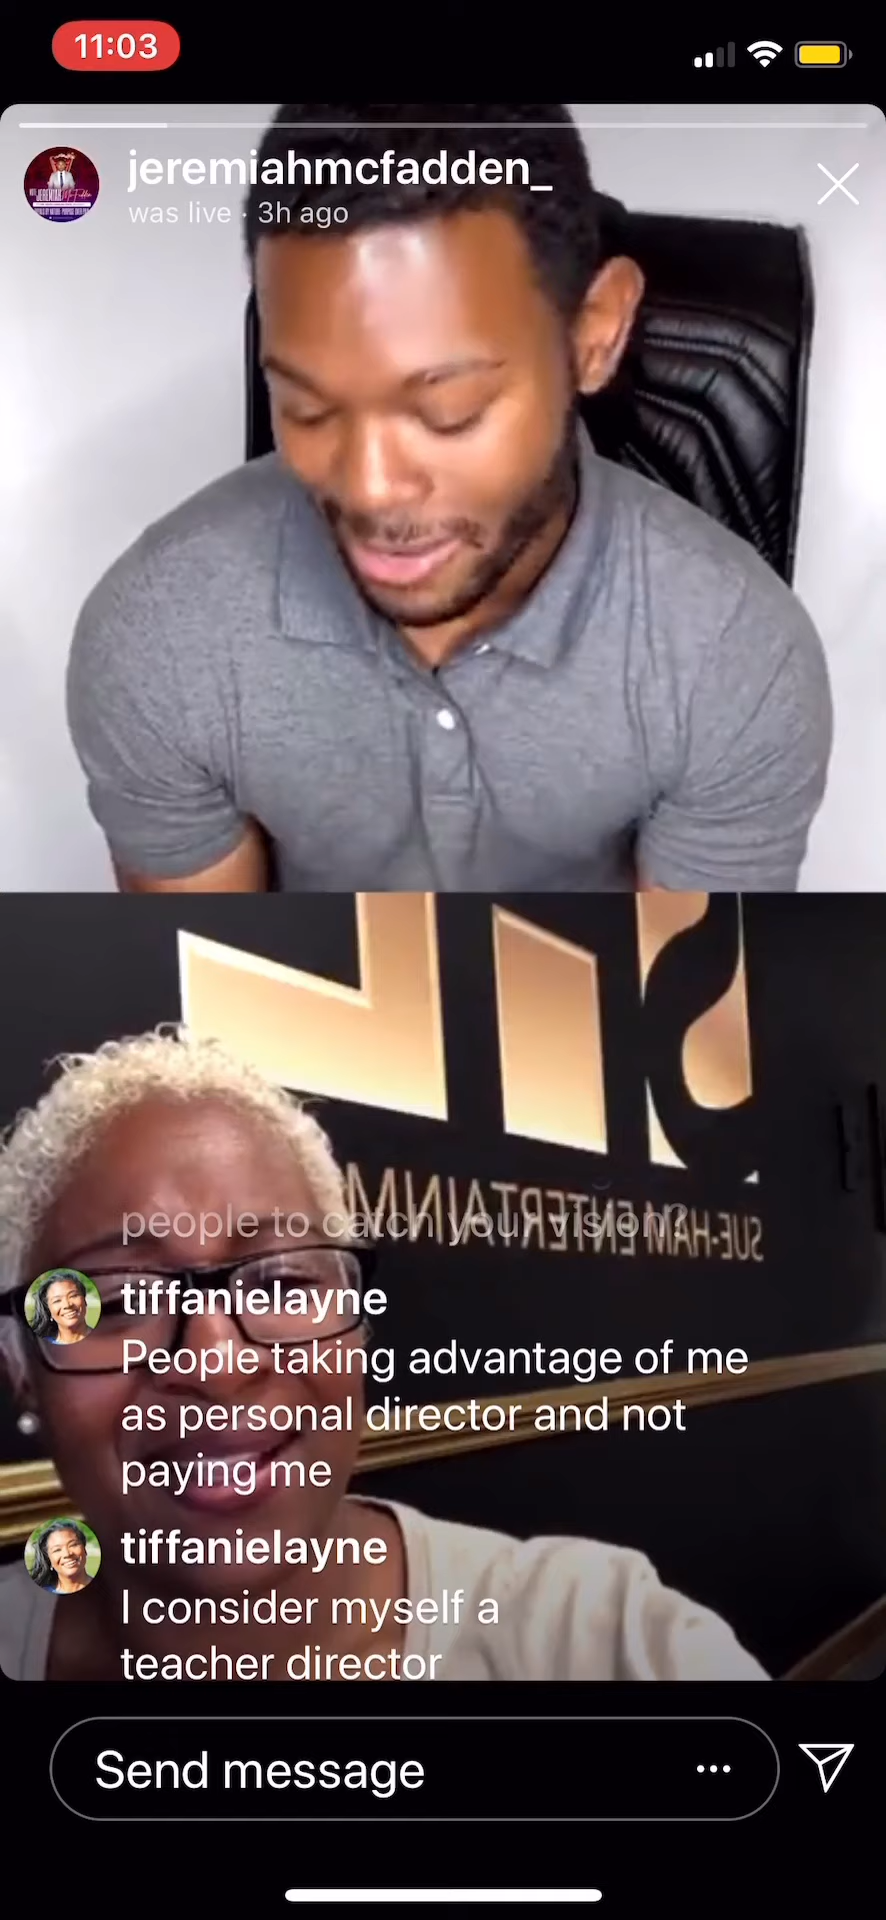 11:03
jeremiahmcfadden_
was live · 3h ago
SUE-HAM ENTERTAINM
people to catch your vision?
tiffanielayne
People taking advantage of me
as personal director and not
paying me
tiffanielayne
I consider myself a
teacher director
Send message